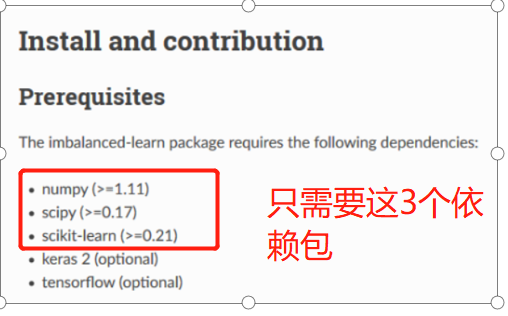 Install and contribution
Prerequisites
The imbalanced-learn package requires the following dependencies:
• numpy (>=1.11)
• scipy (>=0.17)
• scikit-learn (>=0.21)
• keras 2 (optional)
• tensorflow (optional)
只需要这3个依
赖包